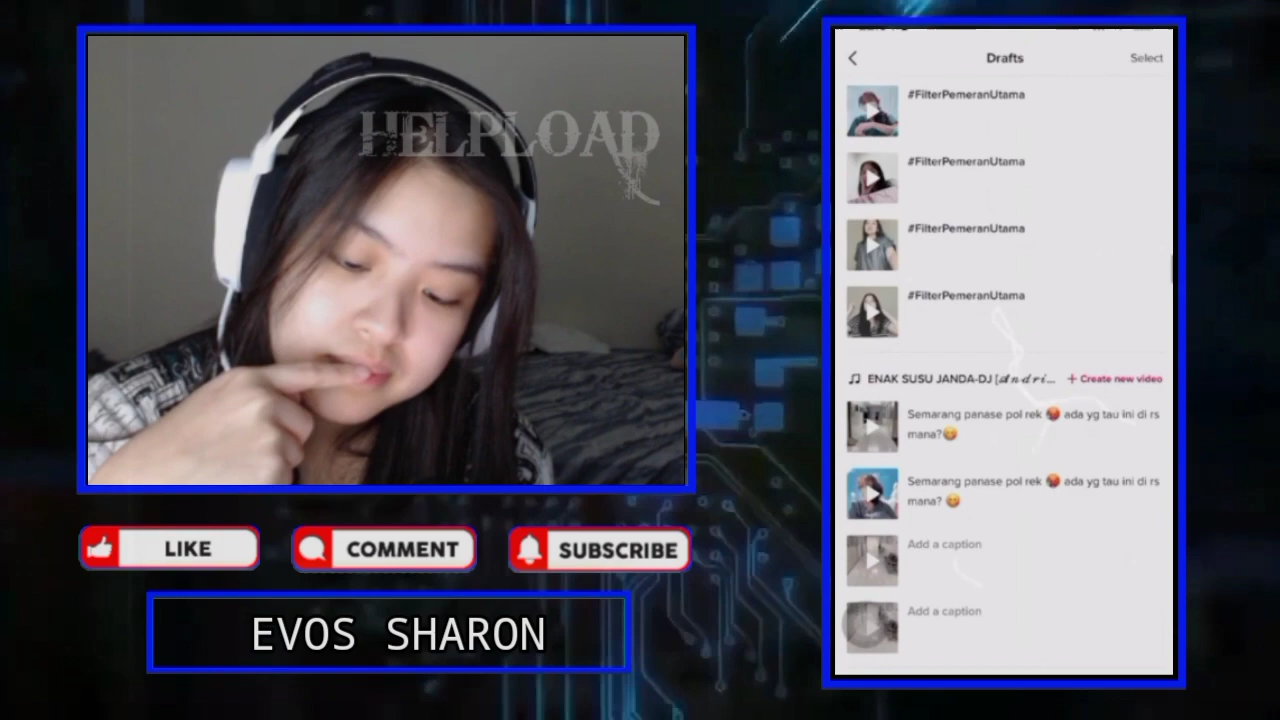 HELPLOAD
LIKE
COMMENT
SUBSCRIBE
EVOS SHARON
Drafts
Select
#FilterPemeranUtama
#FilterPemeranUtama
#FilterPemeranUtama
#FilterPemeranUtama
ENAK SUSU JANDA-DJ [𝓐𝓷𝓭𝓻𝓲...
+ Create new video
Semarang panase pol rek 🥵 ada yg tau ini di rs
mana?😋
Semarang panase pol rek 🥵 ada yg tau ini di rs
mana? 😋
Add a caption
Add a caption